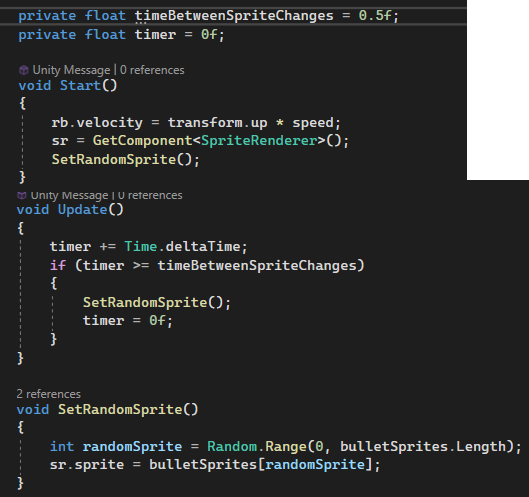 private float timeBetweenSpriteChanges = 0.5f;
private float timer = 0f;
Unity Message | 0 references
void Start()
{
rb.velocity = transform.up * speed;
sr = GetComponent<SpriteRenderer>();
SetRandomSprite();
}
Unity Message | 0 references
void Update()
{
timer += Time.deltaTime;
if (timer >= timeBetweenSpriteChanges)
{
SetRandomSprite();
timer = 0f;
}
}
2 references
void SetRandomSprite()
{
int randomSprite = Random.Range(0, bulletSprites.Length);
sr.sprite = bulletSprites[randomSprite];
}